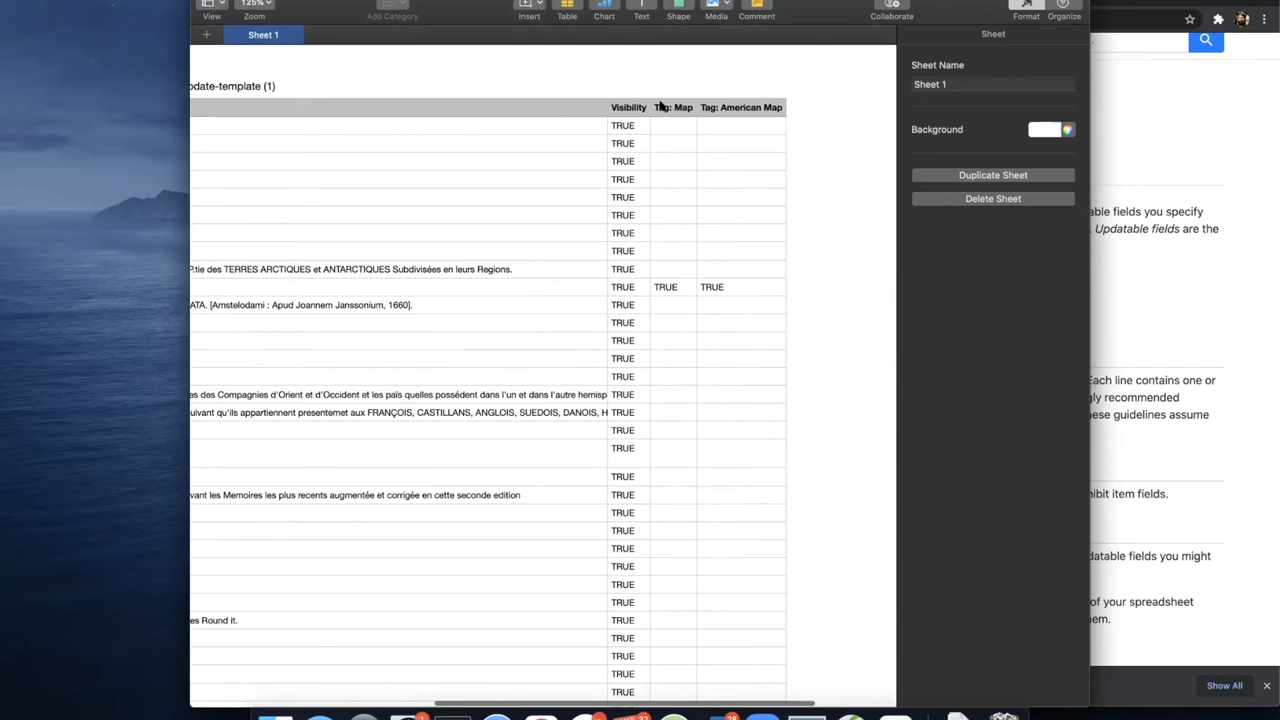 View
125%
Zoom
Add Category
Insert
Table
Chart
Text
Shape
Media
Comment
Collaborate
Format
Organize
Sheet 1
Sheet
Sheet Name
Sheet 1
Background
Duplicate Sheet
Delete Sheet
pdate-template (1)
Visibility Tag: Map Tag: American Map
TRUE
TRUE
TRUE
TRUE
TRUE
TRUE
TRUE
TRUE
P.tie des TERRES ARCTIQUES et ANTARCTIQUES Subdivisées en leurs Regions. TRUE
TRUE TRUE TRUE
ATA. [Amstelodami : Apud Joannem Janssonium, 1660]. TRUE
TRUE
TRUE
TRUE
TRUE
es des Compagnies d'Orient et d'Occident et les païs quelles possédent dans l'un et dans l'autre hemisp TRUE
uivant qu'ils appartiennent presentemet aux FRANÇOIS, CASTILLANS, ANGLOIS, SUEDOIS, DANOIS, H TRUE
TRUE
TRUE
TRUE
vant les Memoires les plus recents augmentée et corrigée en cette seconde edition TRUE
TRUE
TRUE
TRUE
TRUE
TRUE
TRUE
es Round it. TRUE
TRUE
TRUE
TRUE
TRUE
able fields you specify
. Updatable fields are the
Each line contains one or
gly recommended
hese guidelines assume
hibit item fields.
datable fields you might
of your spreadsheet
em.
Show All